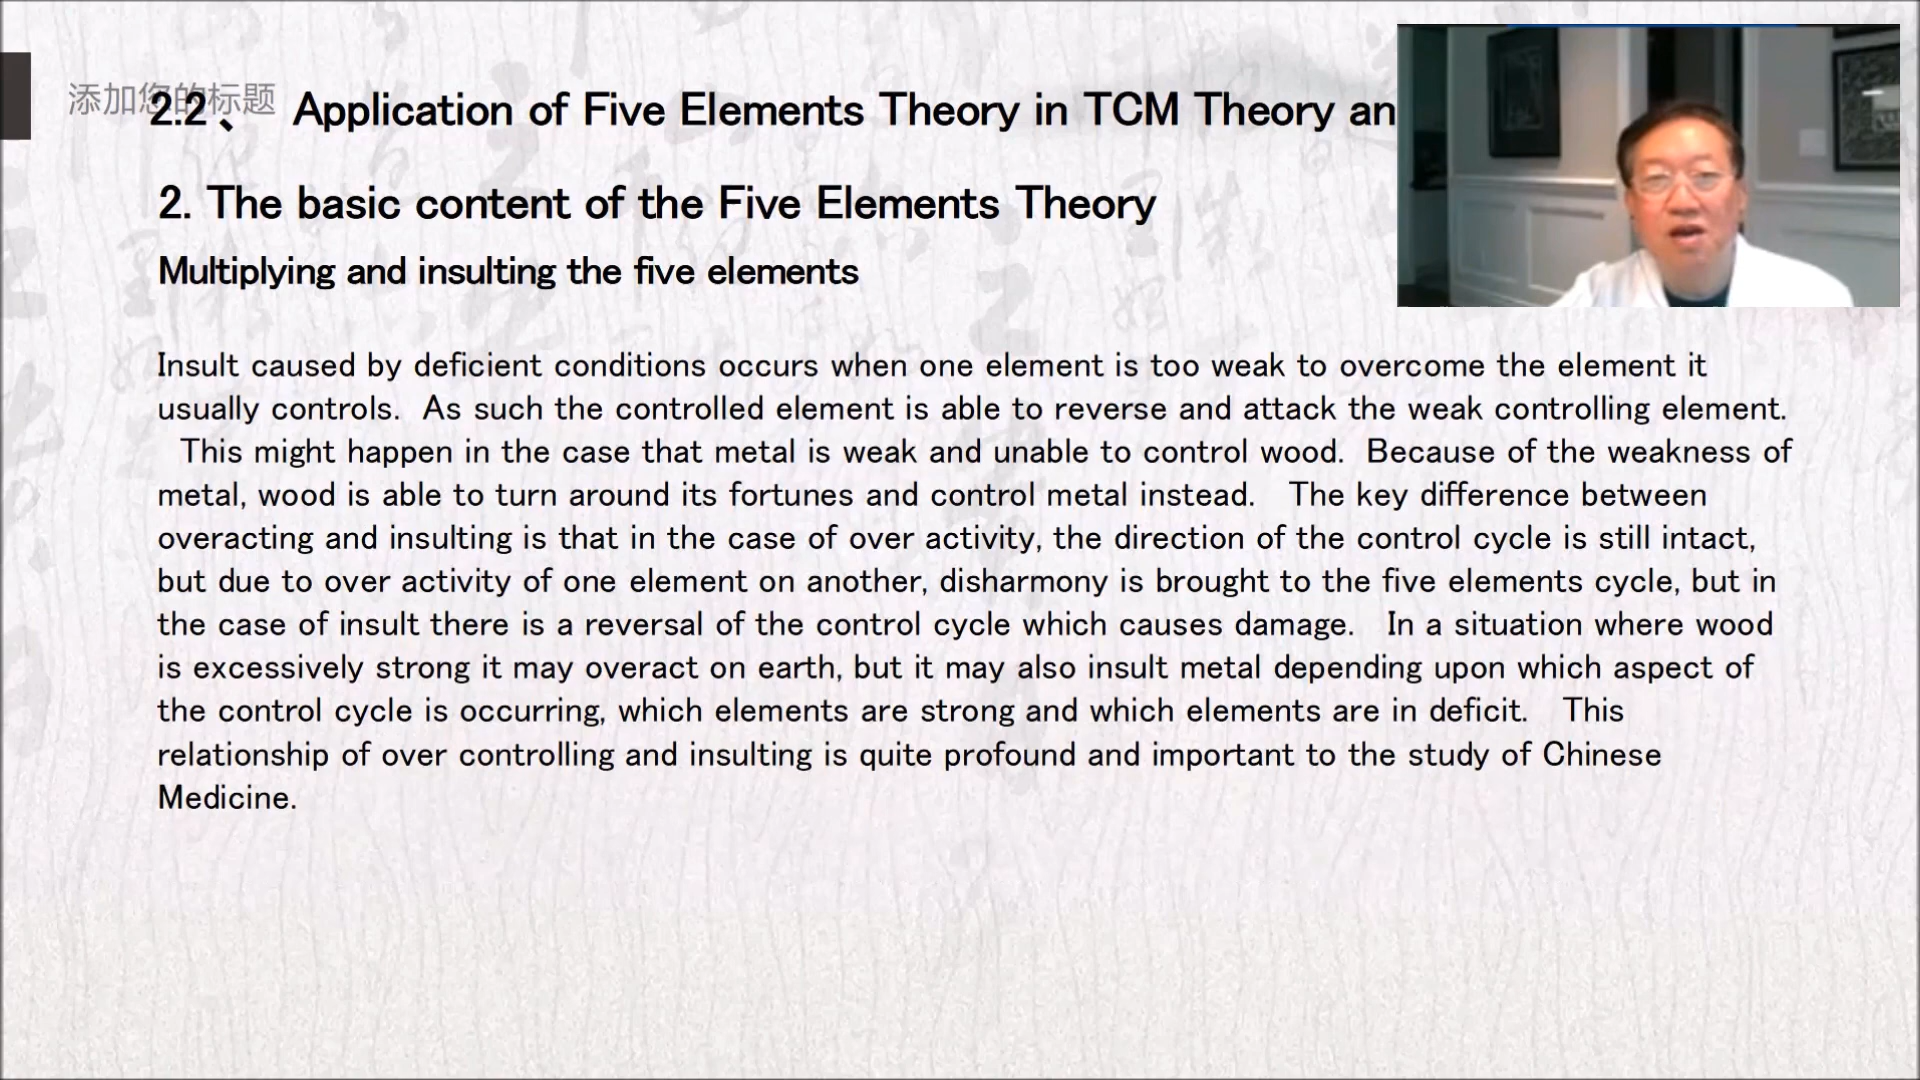 添加您的标题
2.2、 Application of Five Elements Theory in TCM Theory an
2. The basic content of the Five Elements Theory
Multiplying and insulting the five elements
Insult caused by deficient conditions occurs when one element is too weak to overcome the element it
usually controls. As such the controlled element is able to reverse and attack the weak controlling element.
This might happen in the case that metal is weak and unable to control wood. Because of the weakness of
metal, wood is able to turn around its fortunes and control metal instead. The key difference between
overacting and insulting is that in the case of over activity, the direction of the control cycle is still intact,
but due to over activity of one element on another, disharmony is brought to the five elements cycle, but in
the case of insult there is a reversal of the control cycle which causes damage. In a situation where wood
is excessively strong it may overact on earth, but it may also insult metal depending upon which aspect of
the control cycle is occurring, which elements are strong and which elements are in deficit. This
relationship of over controlling and insulting is quite profound and important to the study of Chinese
Medicine.